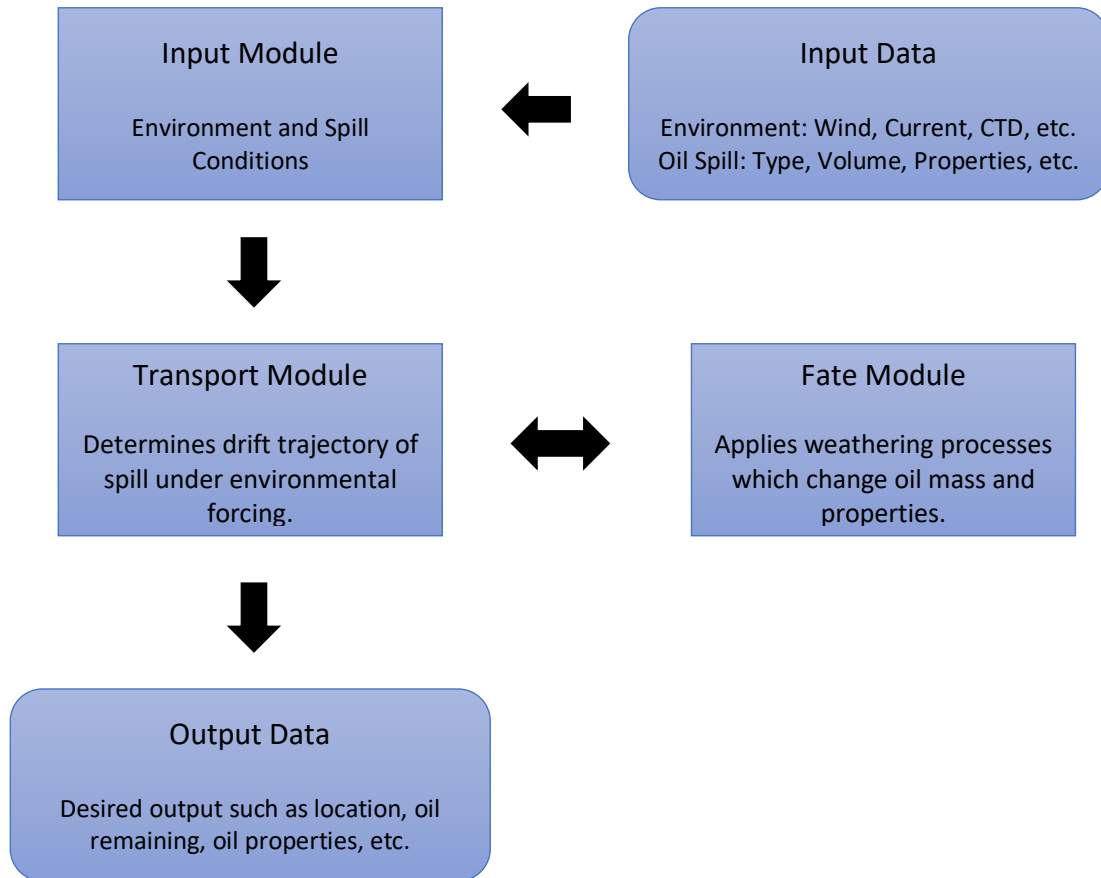 Input Module
Environment and Spill
Conditions
Input Data
Environment: Wind, Current, CTD, etc.
Oil Spill: Type, Volume, Properties, etc.
Transport Module
Determines drift trajectory of
spill under environmental
forcing.
Fate Module
Applies weathering processes
which change oil mass and
properties.
Output Data
Desired output such as location, oil
remaining, oil properties, etc.